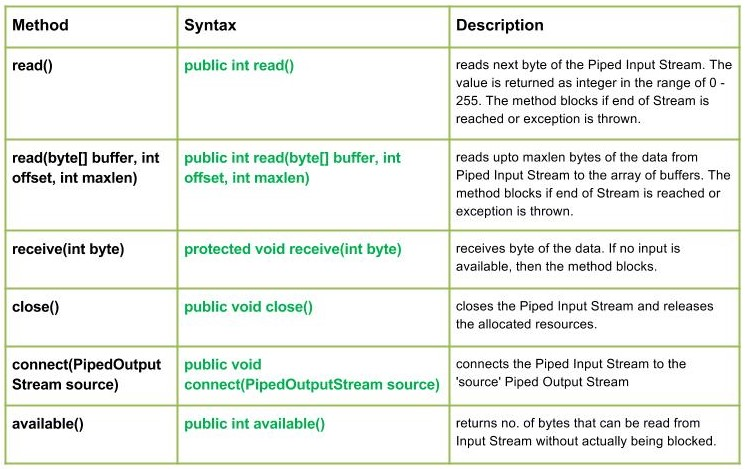 Method Syntax Description
read() public int read() reads next byte of the Piped Input Stream. The
value is returned as integer in the range of 0 -
255. The method blocks if end of Stream is
reached or exception is thrown.
read(byte[] buffer, int public int read(byte[] buffer, int reads upto maxlen bytes of the data from
offset, int maxlen) offset, int maxlen) Piped Input Stream to the array of buffers. The
method blocks if end of Stream is reached or
exception is thrown.
receive(int byte) protected void receive(int byte) receives byte of the data. If no input is
available, then the method blocks.
close() public void close() closes the Piped Input Stream and releases
the allocated resources.
connect(PipedOutput public void connects the Piped Input Stream to the
Stream source) connect(PipedOutputStream source) 'source' Piped Output Stream
available() public int available() returns no. of bytes that can be read from
Input Stream without actually being blocked.